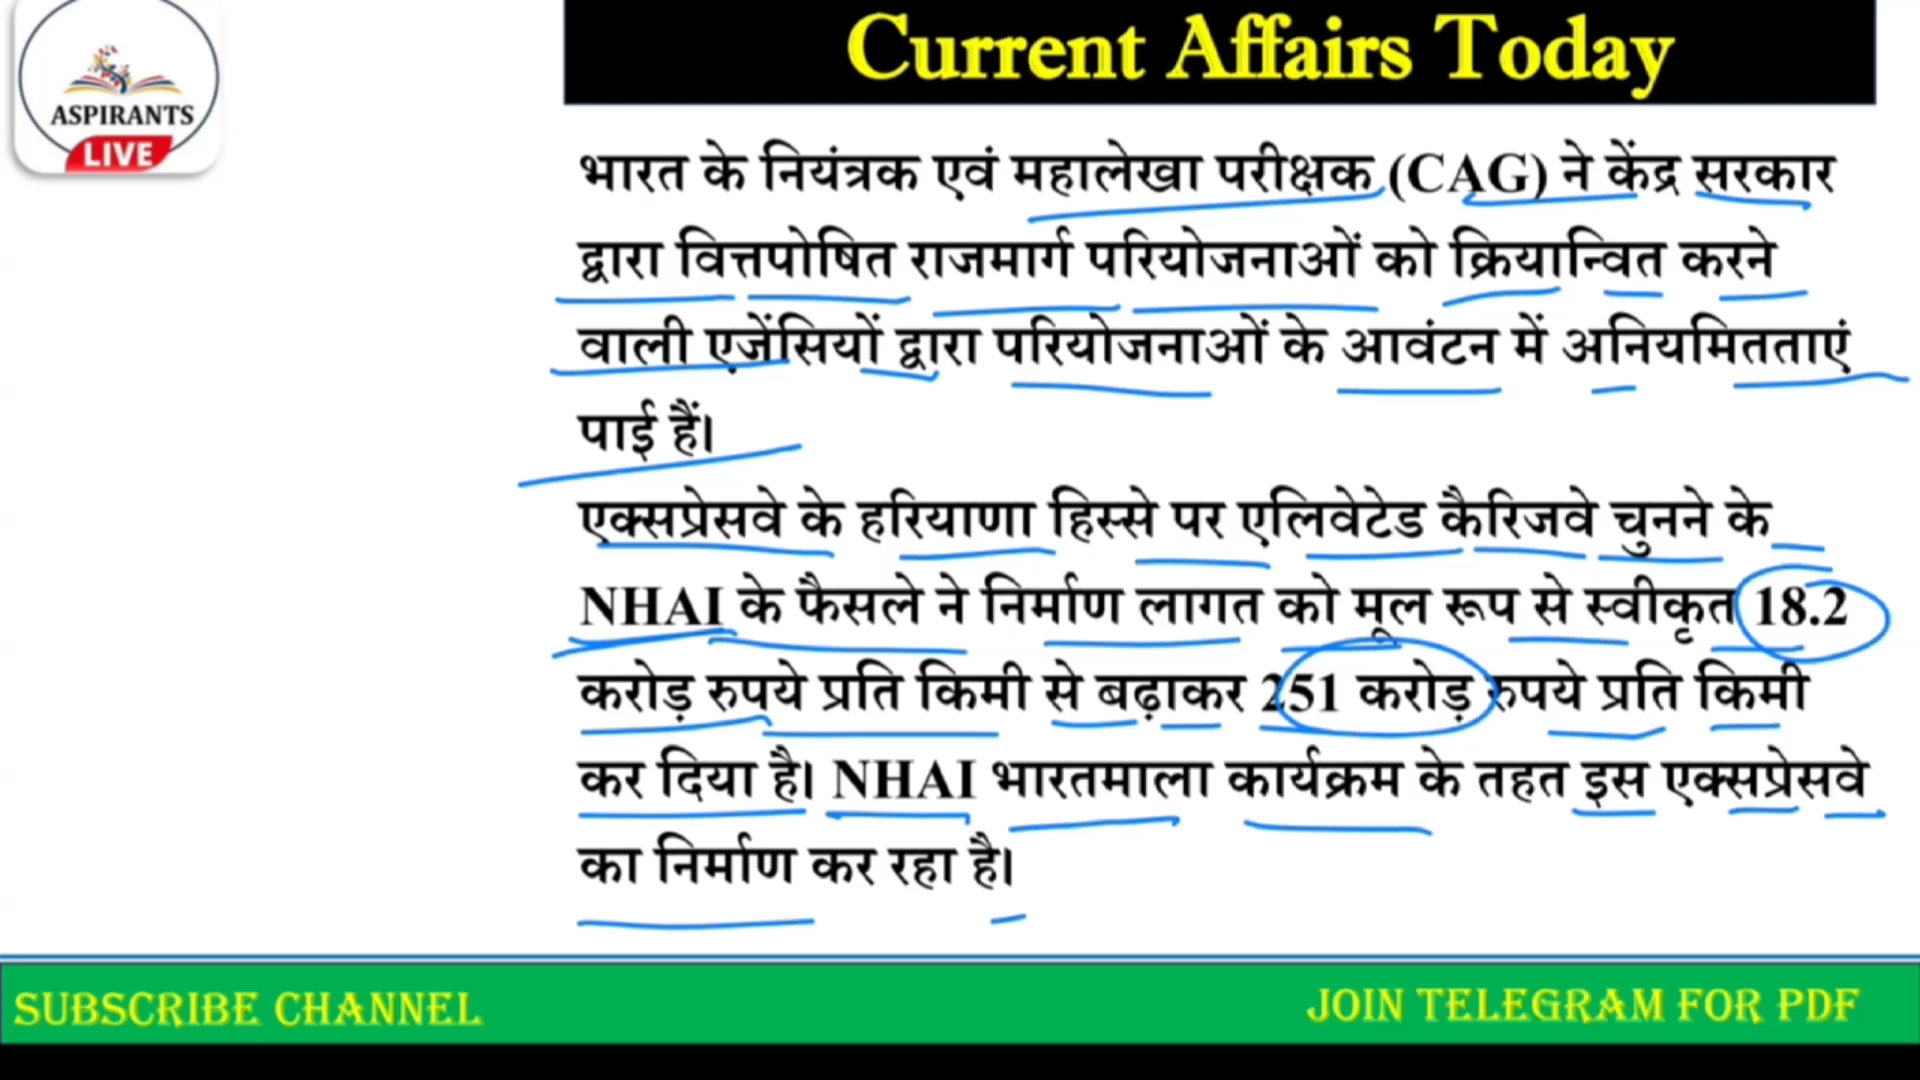 Current Affairs Today
ASPIRANTS
LIVE
भारत के नियंत्रक एवं महालेखा परीक्षक (CAG) ने केंद्र सरकार
द्वारा वित्तपोषित राजमार्ग परियोजनाओं को क्रियान्वित करने
वाली एजेंसियों द्वारा परियोजनाओं के आवंटन में अनियमितताएं
पाई हैं।
एक्सप्रेसवे के हरियाणा हिस्से पर एलिवेटेड कैरिजवे चुनने के
NHAI के फैसले ने निर्माण लागत को मूल रूप से स्वीकृत 18.2
करोड़ रुपये प्रति किमी से बढ़ाकर 251 करोड़ रुपये प्रति किमी
कर दिया है। NHAI भारतमाला कार्यक्रम के तहत इस एक्सप्रेसवे
का निर्माण कर रहा है।
SUBSCRIBE CHANNEL
JOIN TELEGRAM FOR PDF